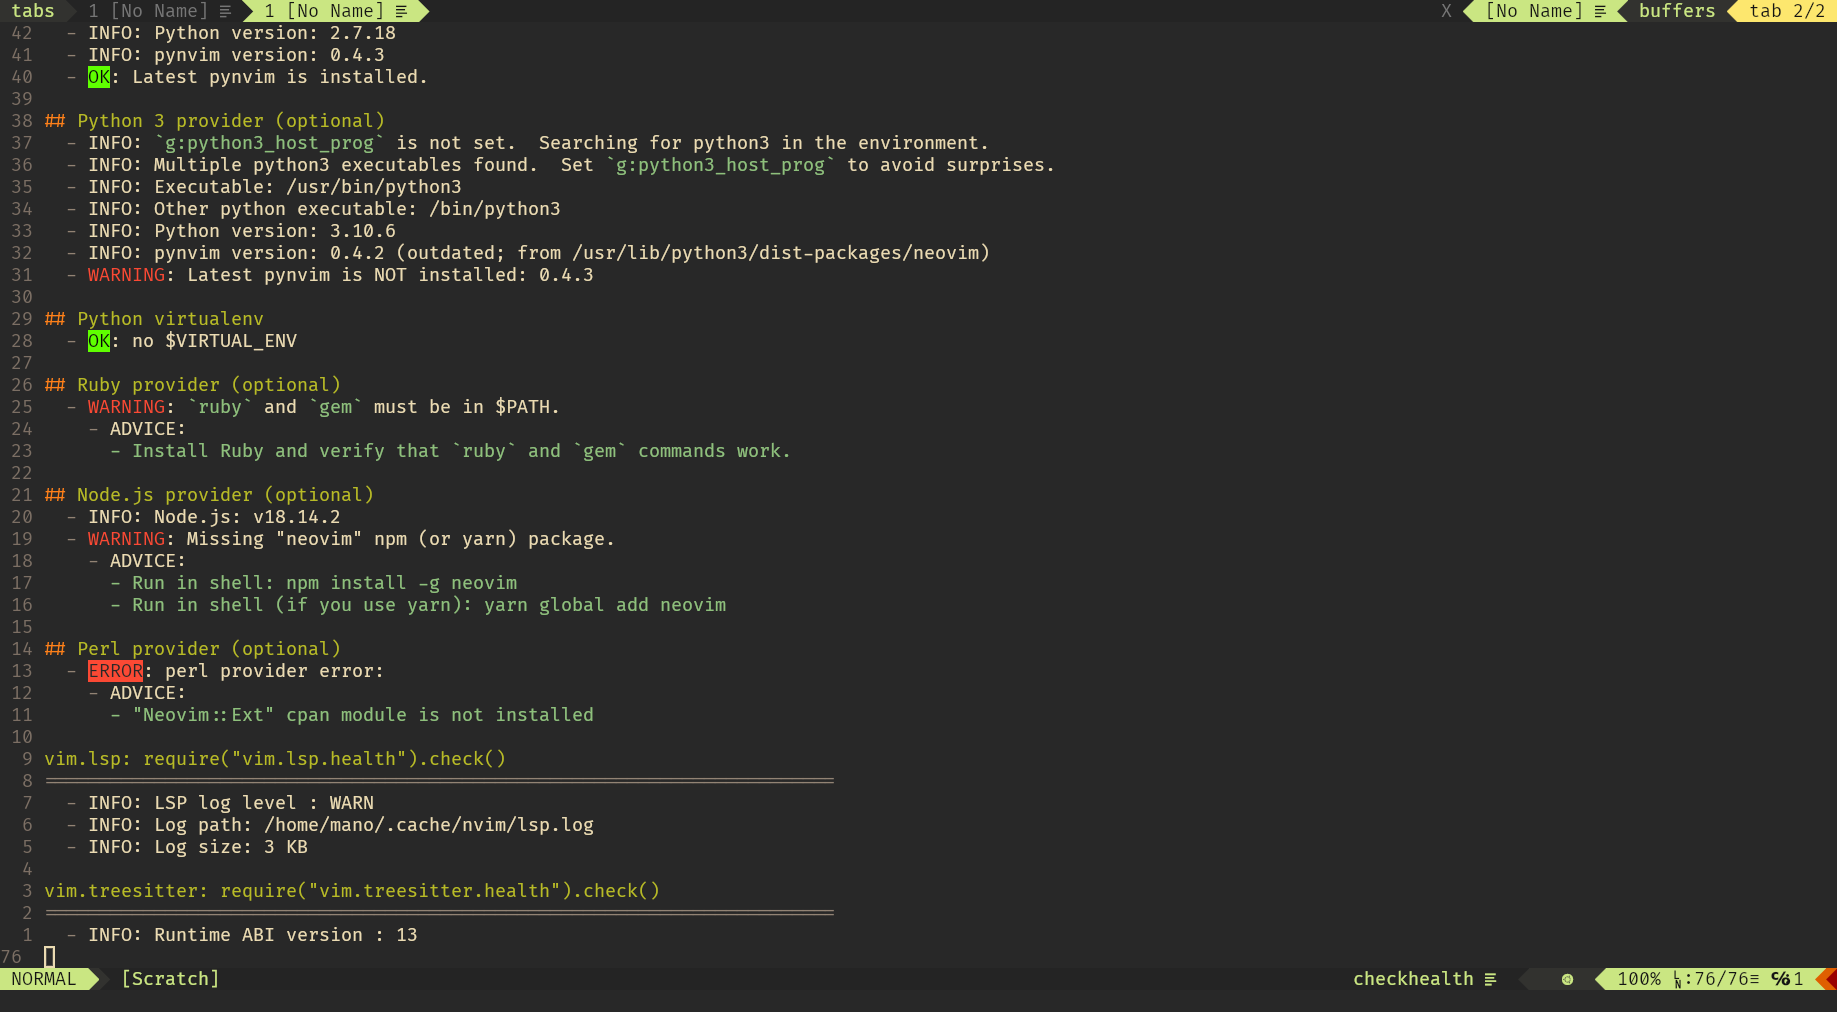 tabs 1 [No Name] 1 [No Name] X [No Name] buffers tab 2/2
42 - INFO: Python version: 2.7.18
41 - INFO: pynvim version: 0.4.3
40 - OK: Latest pynvim is installed.
39
38 ## Python 3 provider (optional)
37 - INFO: `g:python3_host_prog` is not set.  Searching for python3 in the environment.
36 - INFO: Multiple python3 executables found.  Set `g:python3_host_prog` to avoid surprises.
35 - INFO: Executable: /usr/bin/python3
34 - INFO: Other python executable: /bin/python3
33 - INFO: Python version: 3.10.6
32 - INFO: pynvim version: 0.4.2 (outdated; from /usr/lib/python3/dist-packages/neovim)
31 - WARNING: Latest pynvim is NOT installed: 0.4.3
30
29 ## Python virtualenv
28 - OK: no $VIRTUAL_ENV
27
26 ## Ruby provider (optional)
25 - WARNING: `ruby` and `gem` must be in $PATH.
24 - ADVICE:
23 - Install Ruby and verify that `ruby` and `gem` commands work.
22
21 ## Node.js provider (optional)
20 - INFO: Node.js: v18.14.2
19 - WARNING: Missing "neovim" npm (or yarn) package.
18 - ADVICE:
17 - Run in shell: npm install -g neovim
16 - Run in shell (if you use yarn): yarn global add neovim
15
14 ## Perl provider (optional)
13 - ERROR: perl provider error:
12 - ADVICE:
11 - "Neovim::Ext" cpan module is not installed
10
9 vim.lsp: require("vim.lsp.health").check()
8 ========================================================================
7 - INFO: LSP log level : WARN
6 - INFO: Log path: /home/mano/.cache/nvim/lsp.log
5 - INFO: Log size: 3 KB
4
3 vim.treesitter: require("vim.treesitter.health").check()
2 ========================================================================
1 - INFO: Runtime ABI version : 13
76
NORMAL [Scratch] checkhealth 100% ␤:76/76≡ ℅1